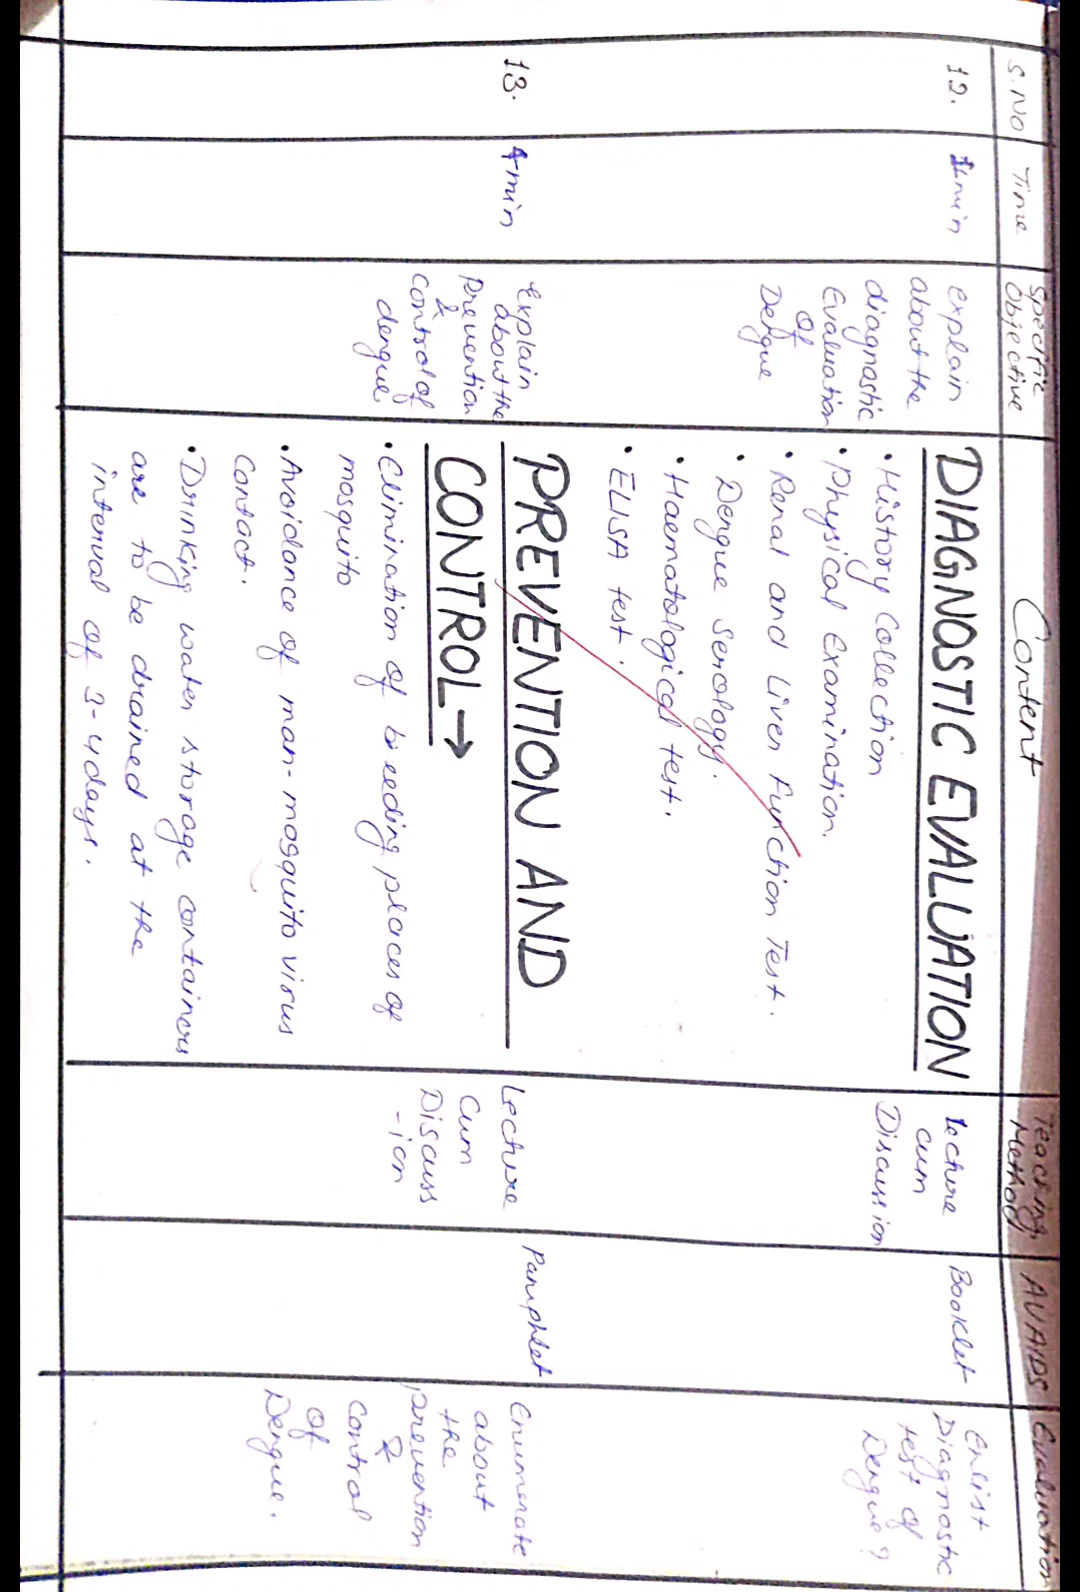 S.No Time Specific Objective Content Teaching Method AV AIDS Evaluation
12.
min
explain
about the
diagnostic
Evaluation
of
Dengue
DIAGNOSTIC EVALUATION
• History Collection
• Physical Examination.
• Renal and Liver Function Test.
• Dengue Serology.
• Haematological test.
• ELISA test.
Lecture
cum
Discussion
Booklet
Enlist
Diagnostic
test of
Dengue?
13.
4min
Explain
about the
Prevention
&
Control of
dengue
PREVENTION AND
CONTROL→
• Elimination of breeding places of
mosquito
• Avoidance of man-mosquito virus
contact.
• Drinking water storage containers
are to be drained at the
interval of 3-4 days.
Lecture
Cum
Discuss
-ion
Pamphlet
Enumerate
about
the
prevention
&
Control
of
Dengue.